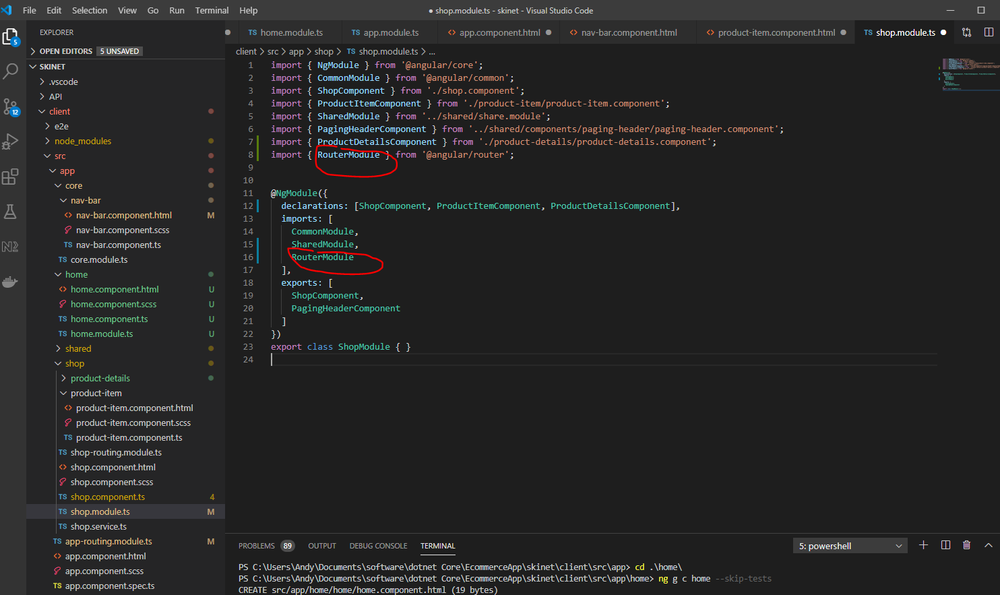 File Edit Selection View Go Run Terminal Help
● shop.module.ts - skinet - Visual Studio Code
EXPLORER
OPEN EDITORS 5 UNSAVED
SKINET
.vscode
API
client
e2e
node_modules
src
app
core
nav-bar
nav-bar.component.html M
nav-bar.component.scss
nav-bar.component.ts
core.module.ts
home
home.component.html U
home.component.scss U
home.component.ts U
home.module.ts U
shared
shop
product-details
product-item
product-item.component.html
product-item.component.scss
product-item.component.ts
shop-routing.module.ts
shop.component.html
shop.component.scss
shop.component.ts 4
shop.module.ts M
shop.service.ts
app-routing.module.ts M
app.component.html
app.component.scss
app.component.spec.ts
5
12
TS home.module.ts TS app.module.ts <> app.component.html ● <> nav-bar.component.html <> product-item.component.html ● TS shop.module.ts ●
client > src > app > shop > TS shop.module.ts > ...
1 import { NgModule } from '@angular/core';
2 import { CommonModule } from '@angular/common';
3 import { ShopComponent } from './shop.component';
4 import { ProductItemComponent } from './product-item/product-item.component';
5 import { SharedModule } from '../shared/share.module';
6 import { PagingHeaderComponent } from '../shared/components/paging-header/paging-header.component';
7 import { ProductDetailsComponent } from './product-details/product-details.component';
8 import { RouterModule } from '@angular/router';
9
10
11 @NgModule({
12 declarations: [ShopComponent, ProductItemComponent, ProductDetailsComponent],
13 imports: [
14 CommonModule,
15 SharedModule,
16 RouterModule
17 ],
18 exports: [
19 ShopComponent,
20 PagingHeaderComponent
21 ]
22 })
23 export class ShopModule { }
24
PROBLEMS 89 OUTPUT DEBUG CONSOLE TERMINAL 5: powershell
PS C:\Users\Andy\Documents\software\dotnet Core\EcommerceApp\skinet\client\src\app> cd .\home\
PS C:\Users\Andy\Documents\software\dotnet Core\EcommerceApp\skinet\client\src\app\home> ng g c home --skip-tests
CREATE src/app/home/home/home.component.html (19 bytes)